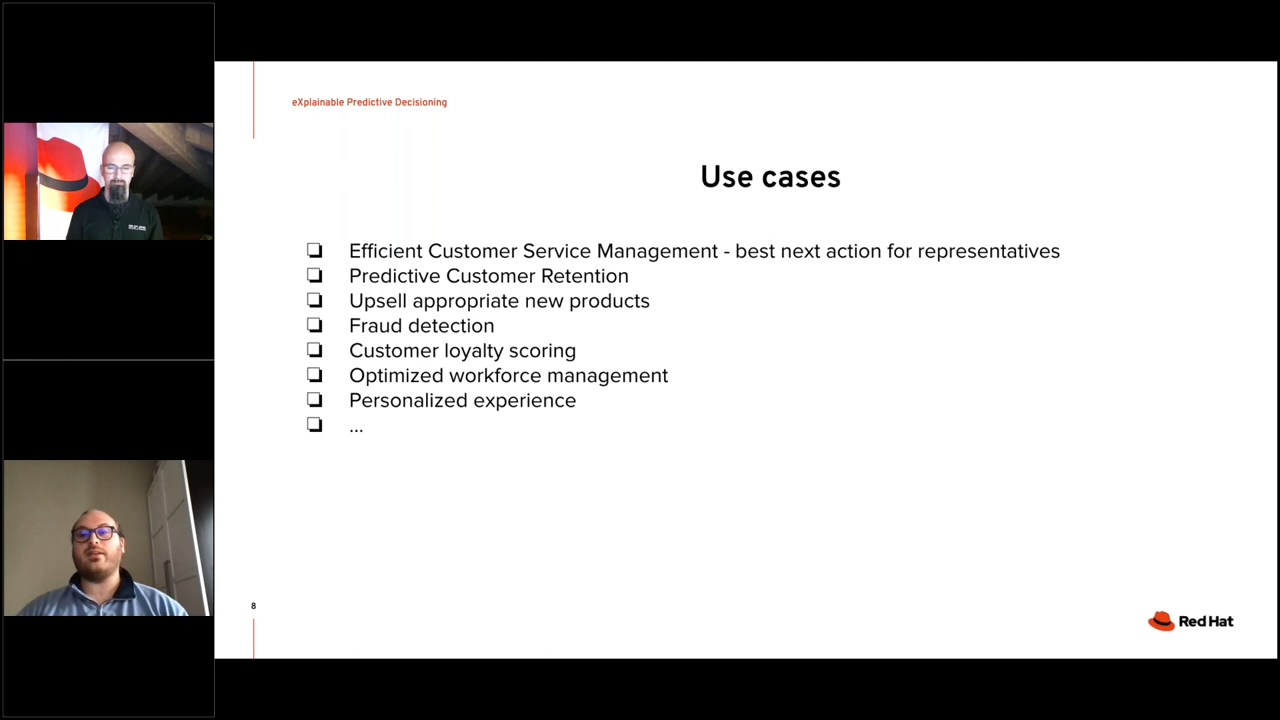 eXplainable Predictive Decisioning
Use cases
❏ Efficient Customer Service Management - best next action for representatives
❏ Predictive Customer Retention
❏ Upsell appropriate new products
❏ Fraud detection
❏ Customer loyalty scoring
❏ Optimized workforce management
❏ Personalized experience
❏ ...
8
Red Hat